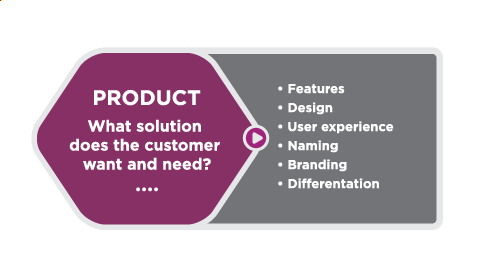 PRODUCT
What solution
does the customer
want and need?
....
• Features
• Design
• User experience
• Naming
• Branding
• Differentation